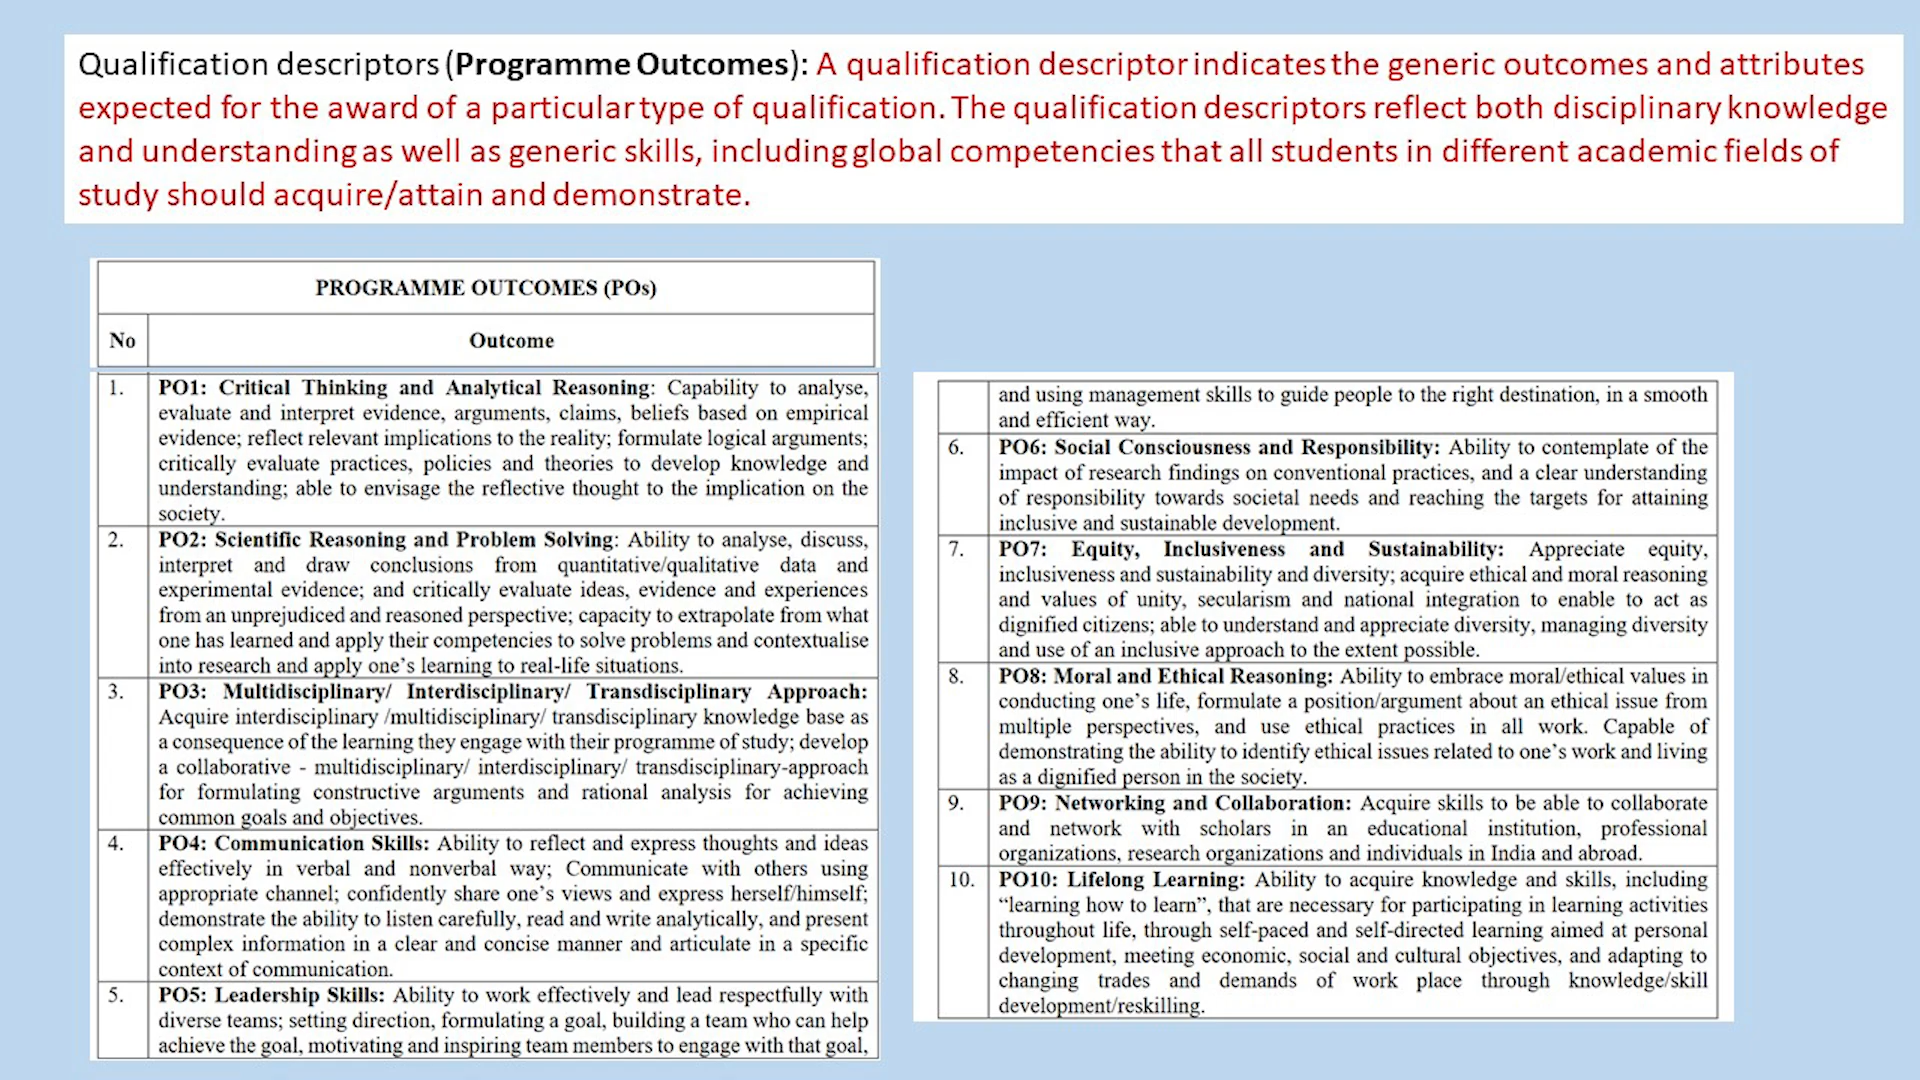 Qualification descriptors (Programme Outcomes): A qualification descriptor indicates the generic outcomes and attributes
expected for the award of a particular type of qualification. The qualification descriptors reflect both disciplinary knowledge
and understanding as well as generic skills, including global competencies that all students in different academic fields of
study should acquire/attain and demonstrate.
PROGRAMME OUTCOMES (POs)
No Outcome
1. PO1: Critical Thinking and Analytical Reasoning: Capability to analyse,
evaluate and interpret evidence, arguments, claims, beliefs based on empirical
evidence; reflect relevant implications to the reality; formulate logical arguments;
critically evaluate practices, policies and theories to develop knowledge and
understanding; able to envisage the reflective thought to the implication on the
society.
2. PO2: Scientific Reasoning and Problem Solving: Ability to analyse, discuss,
interpret and draw conclusions from quantitative/qualitative data and
experimental evidence; and critically evaluate ideas, evidence and experiences
from an unprejudiced and reasoned perspective; capacity to extrapolate from what
one has learned and apply their competencies to solve problems and contextualise
into research and apply one's learning to real-life situations.
3. PO3: Multidisciplinary/ Interdisciplinary/ Transdisciplinary Approach:
Acquire interdisciplinary /multidisciplinary/ transdisciplinary knowledge base as
a consequence of the learning they engage with their programme of study; develop
a collaborative - multidisciplinary/ interdisciplinary/ transdisciplinary-approach
for formulating constructive arguments and rational analysis for achieving
common goals and objectives.
4. PO4: Communication Skills: Ability to reflect and express thoughts and ideas
effectively in verbal and nonverbal way; Communicate with others using
appropriate channel; confidently share one's views and express herself/himself;
demonstrate the ability to listen carefully, read and write analytically, and present
complex information in a clear and concise manner and articulate in a specific
context of communication.
5. PO5: Leadership Skills: Ability to work effectively and lead respectfully with
diverse teams; setting direction, formulating a goal, building a team who can help
achieve the goal, motivating and inspiring team members to engage with that goal,
and using management skills to guide people to the right destination, in a smooth
and efficient way.
6. PO6: Social Consciousness and Responsibility: Ability to contemplate of the
impact of research findings on conventional practices, and a clear understanding
of responsibility towards societal needs and reaching the targets for attaining
inclusive and sustainable development.
7. PO7: Equity, Inclusiveness and Sustainability: Appreciate equity,
inclusiveness and sustainability and diversity; acquire ethical and moral reasoning
and values of unity, secularism and national integration to enable to act as
dignified citizens; able to understand and appreciate diversity, managing diversity
and use of an inclusive approach to the extent possible.
8. PO8: Moral and Ethical Reasoning: Ability to embrace moral/ethical values in
conducting one's life, formulate a position/argument about an ethical issue from
multiple perspectives, and use ethical practices in all work. Capable of
demonstrating the ability to identify ethical issues related to one's work and living
as a dignified person in the society.
9. PO9: Networking and Collaboration: Acquire skills to be able to collaborate
and network with scholars in an educational institution, professional
organizations, research organizations and individuals in India and abroad.
10. PO10: Lifelong Learning: Ability to acquire knowledge and skills, including
“learning how to learn”, that are necessary for participating in learning activities
throughout life, through self-paced and self-directed learning aimed at personal
development, meeting economic, social and cultural objectives, and adapting to
changing trades and demands of work place through knowledge/skill
development/reskilling.